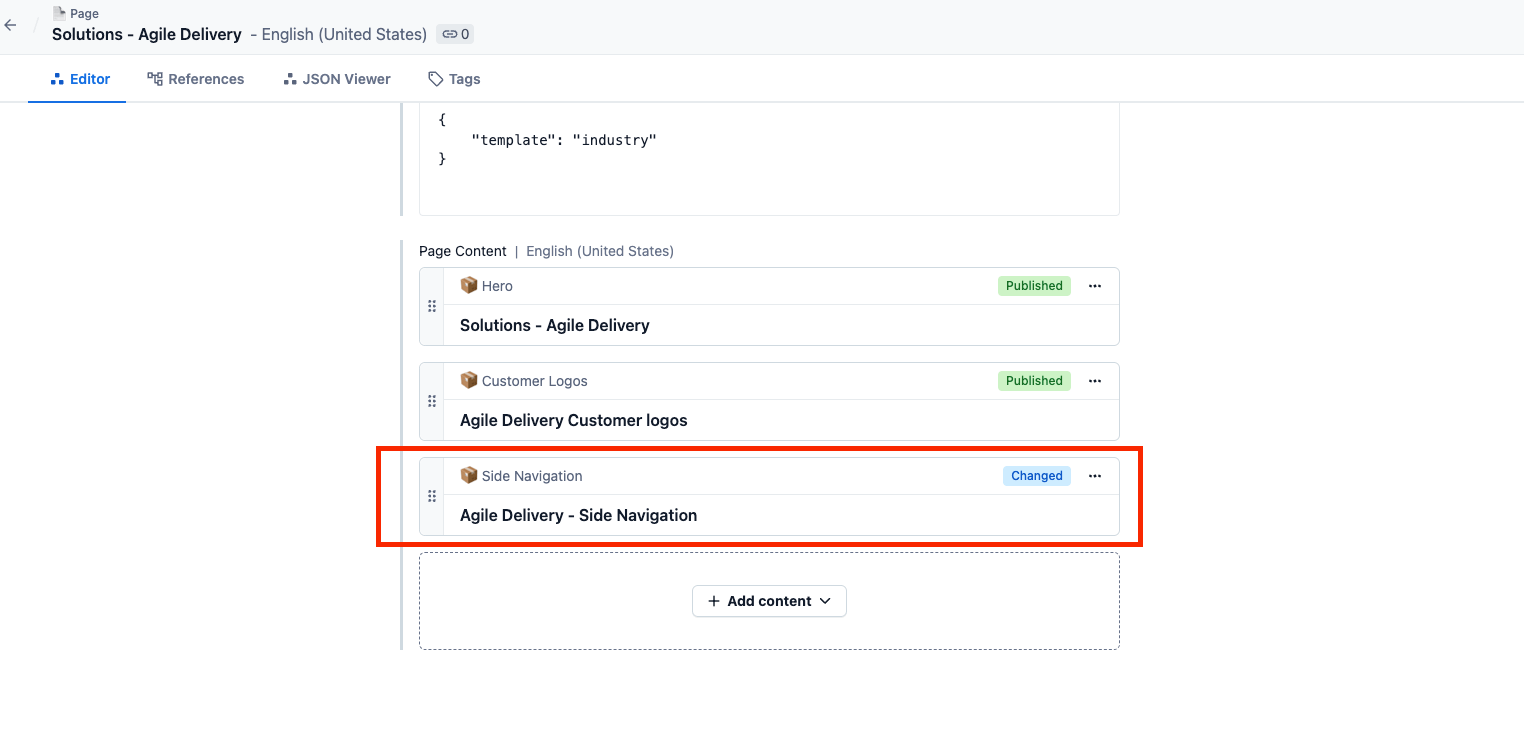 Page
Solutions - Agile Delivery - English (United States) 0
Editor References JSON Viewer Tags
{
"template": "industry"
}
Page Content | English (United States)
Hero Published
Solutions - Agile Delivery
Customer Logos Published
Agile Delivery Customer logos
Side Navigation Changed
Agile Delivery - Side Navigation
+ Add content